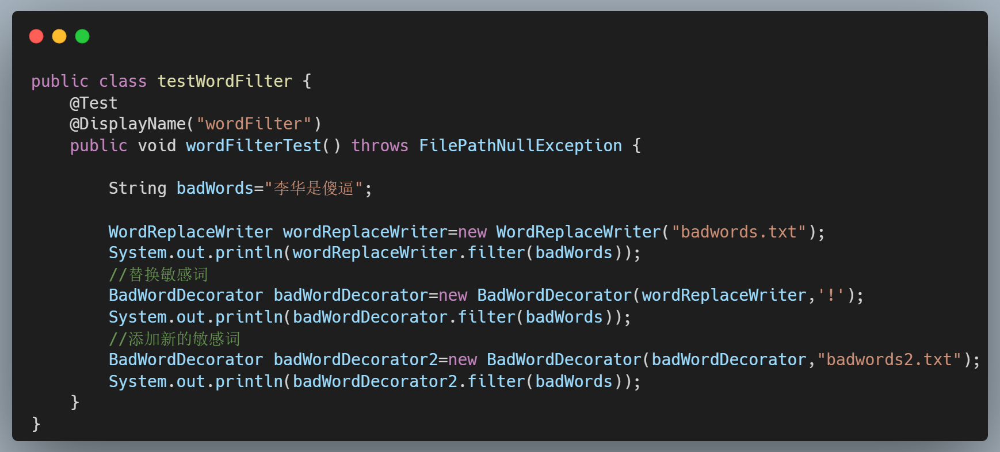 public class testWordFilter {
    @Test
    @DisplayName("wordFilter")
    public void wordFilterTest() throws FilePathNullException {
        String badWords="李华是傻逼";
        WordReplaceWriter wordReplaceWriter=new WordReplaceWriter("badwords.txt");
        System.out.println(wordReplaceWriter.filter(badWords));
        //替换敏感词
        BadWordDecorator badWordDecorator=new BadWordDecorator(wordReplaceWriter,'!');
        System.out.println(badWordDecorator.filter(badWords));
        //添加新的敏感词
        BadWordDecorator badWordDecorator2=new BadWordDecorator(badWordDecorator,"badwords2.txt");
        System.out.println(badWordDecorator2.filter(badWords));
    }
}